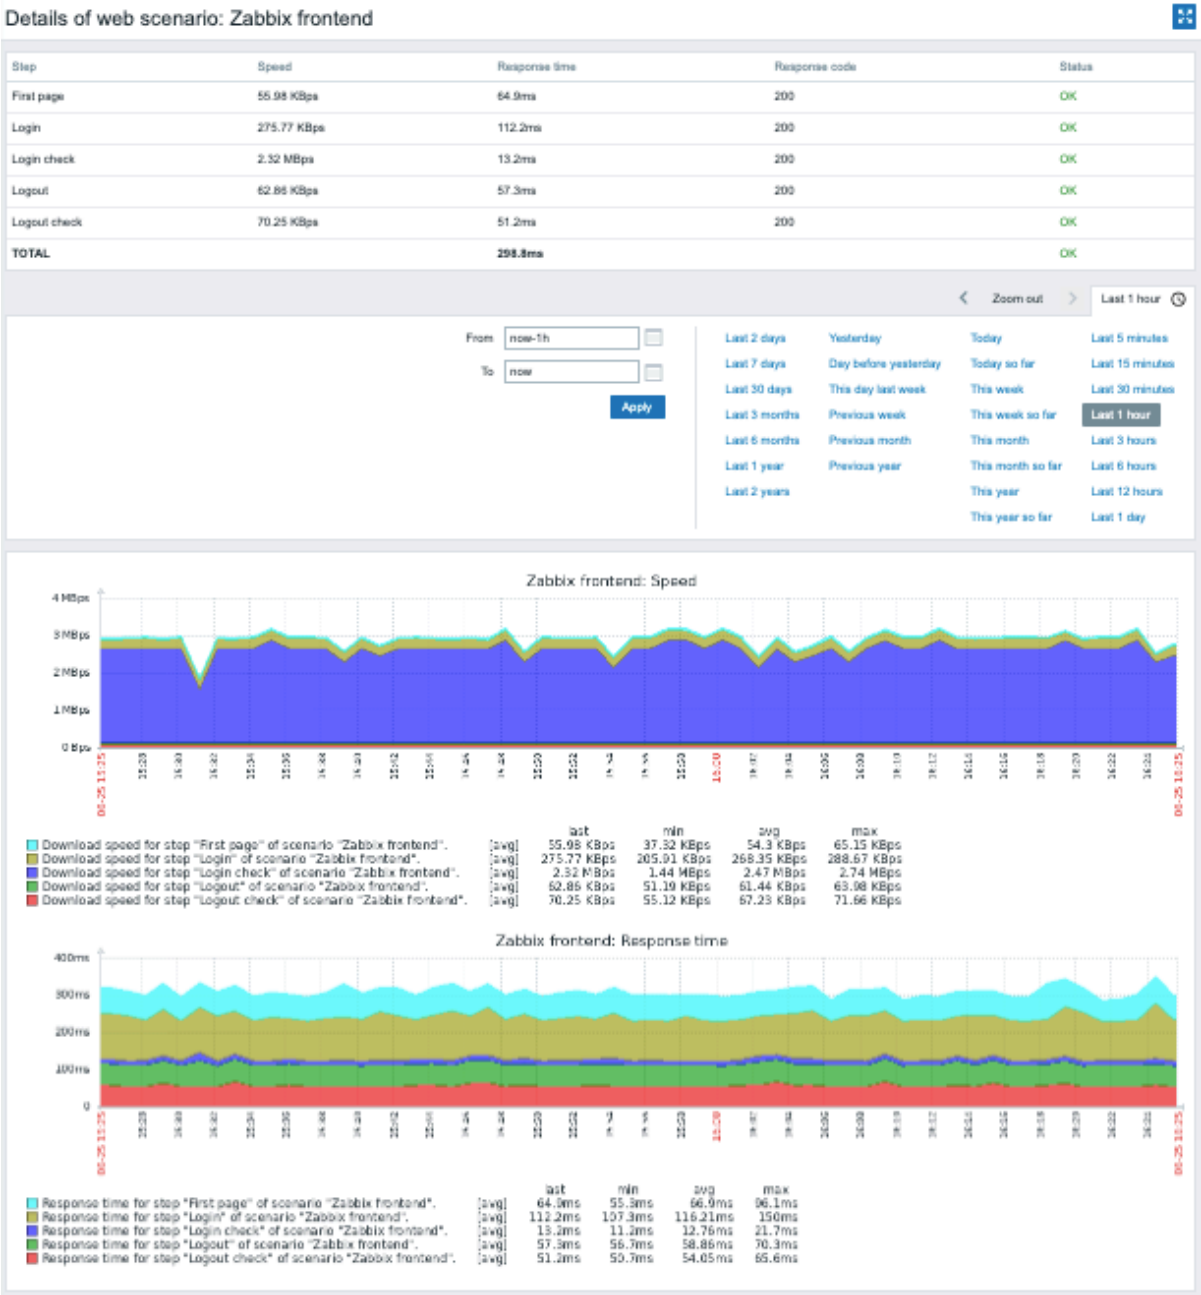 Details of web scenario: Zabbix frontend
Step Speed Response time Response code Status
First page 55.98 KBps 64.9ms 200 OK
Login 275.77 KBps 112.2ms 200 OK
Login check 2.32 MBps 13.2ms 200 OK
Logout 62.86 KBps 57.3ms 200 OK
Logout check 70.25 KBps 51.2ms 200 OK
TOTAL 298.8ms OK
Zoom out Last 1 hour
From now-1h
To now
Apply
Last 2 days Yesterday Today Last 5 minutes
Last 7 days Day before yesterday Today so far Last 15 minutes
Last 30 days This day last week This week Last 30 minutes
Last 3 months Previous week This week so far Last 1 hour
Last 6 months Previous month This month Last 3 hours
Last 1 year Previous year This month so far Last 6 hours
Last 2 years This year Last 12 hours
This year so far Last 1 day
Zabbix frontend: Speed
4 MBps
3 MBps
2 MBps
1 MBps
0 Bps
last min avg max
Download speed for step "First page" of scenario "Zabbix frontend". [avg] 55.98 KBps 37.32 KBps 54.3 KBps 65.15 KBps
Download speed for step "Login" of scenario "Zabbix frontend". [avg] 275.77 KBps 205.91 KBps 268.35 KBps 288.67 KBps
Download speed for step "Login check" of scenario "Zabbix frontend". [avg] 2.32 MBps 1.44 MBps 2.47 MBps 2.74 MBps
Download speed for step "Logout" of scenario "Zabbix frontend". [avg] 62.86 KBps 51.19 KBps 61.44 KBps 63.98 KBps
Download speed for step "Logout check" of scenario "Zabbix frontend". [avg] 70.25 KBps 55.12 KBps 67.23 KBps 71.66 KBps
Zabbix frontend: Response time
400ms
300ms
200ms
100ms
0
last min avg max
Response time for step "First page" of scenario "Zabbix frontend". [avg] 64.9ms 55.3ms 66.9ms 96.1ms
Response time for step "Login" of scenario "Zabbix frontend". [avg] 112.2ms 107.3ms 116.21ms 150ms
Response time for step "Login check" of scenario "Zabbix frontend". [avg] 13.2ms 11.2ms 12.76ms 21.7ms
Response time for step "Logout" of scenario "Zabbix frontend". [avg] 57.3ms 56.7ms 58.86ms 70.3ms
Response time for step "Logout check" of scenario "Zabbix frontend". [avg] 51.2ms 50.7ms 54.05ms 65.6ms